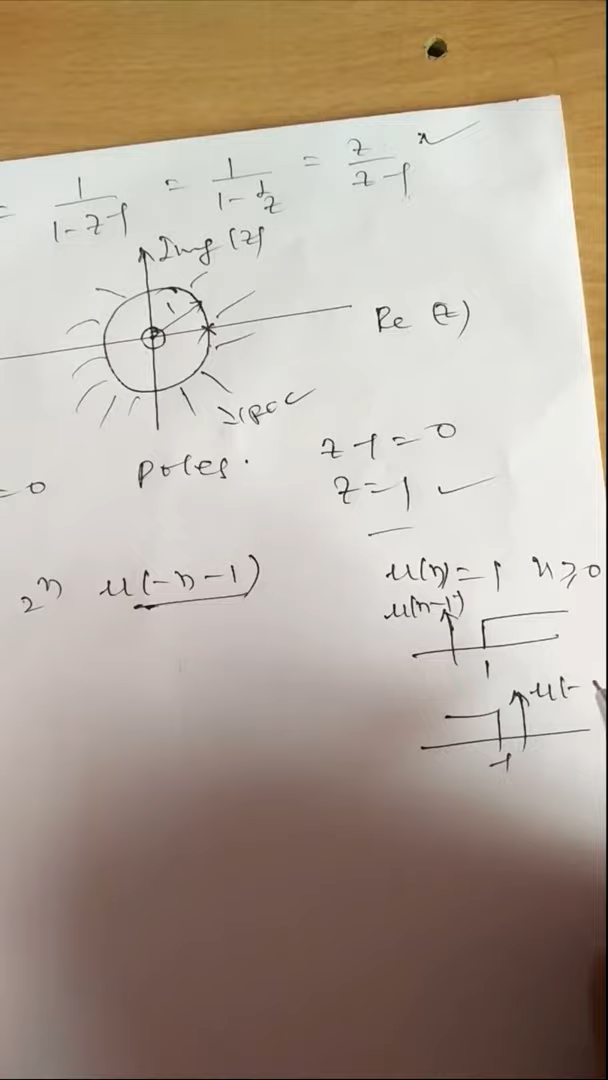 = 1/(1-z-1) = 1/(1-1/z) = z/(z-1)
Img (z)
1
Re (z)
ROC
z-1=0
=0 Poles. z=1
2ⁿ u(-n-1) u(n)=1 n≥0
u(n-1)
1
u(-
-1